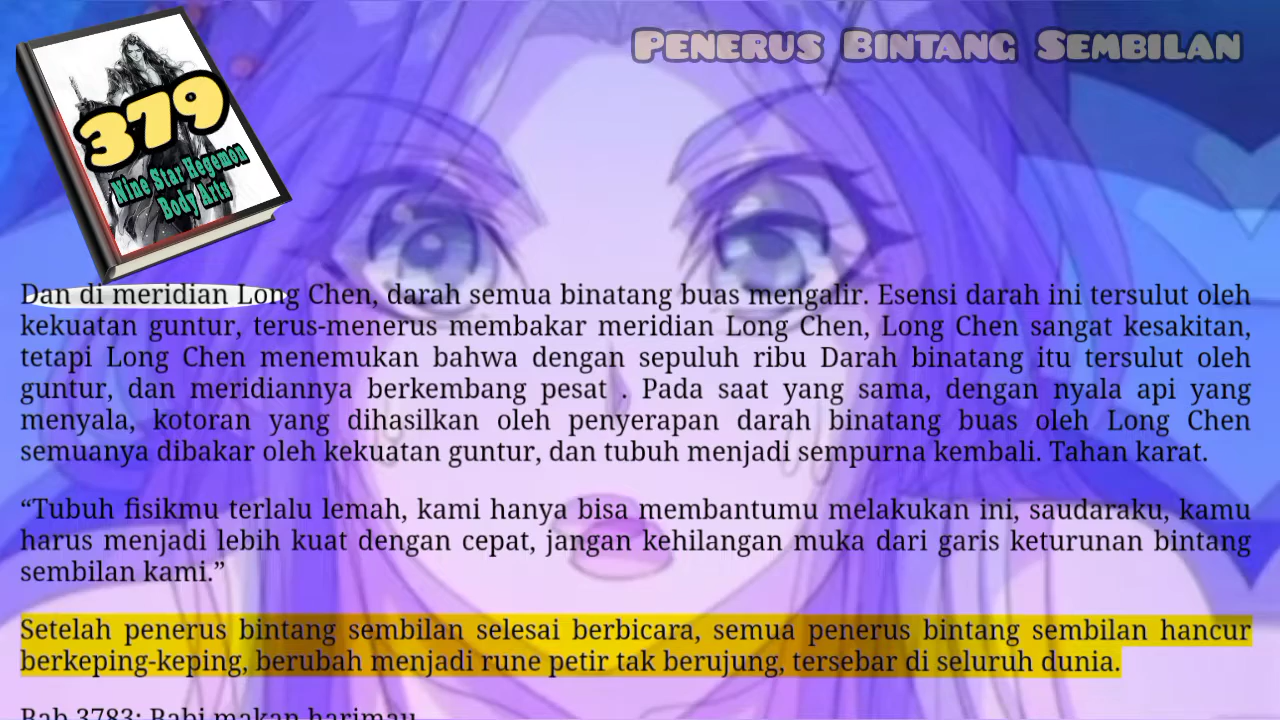 Penerus Bintang Sembilan
379
Nine Star Hegemon
Body Arts
Dan di meridian Long Chen, darah semua binatang buas mengalir. Esensi darah ini tersulut oleh
kekuatan guntur, terus-menerus membakar meridian Long Chen, Long Chen sangat kesakitan,
tetapi Long Chen menemukan bahwa dengan sepuluh ribu Darah binatang itu tersulut oleh
guntur, dan meridiannya berkembang pesat . Pada saat yang sama, dengan nyala api yang
menyala, kotoran yang dihasilkan oleh penyerapan darah binatang buas oleh Long Chen
semuanya dibakar oleh kekuatan guntur, dan tubuh menjadi sempurna kembali. Tahan karat.
“Tubuh fisikmu terlalu lemah, kami hanya bisa membantumu melakukan ini, saudaraku, kamu
harus menjadi lebih kuat dengan cepat, jangan kehilangan muka dari garis keturunan bintang
sembilan kami.”
Setelah penerus bintang sembilan selesai berbicara, semua penerus bintang sembilan hancur
berkeping-keping, berubah menjadi rune petir tak berujung, tersebar di seluruh dunia.
Bab 3783: Babi makan harimau